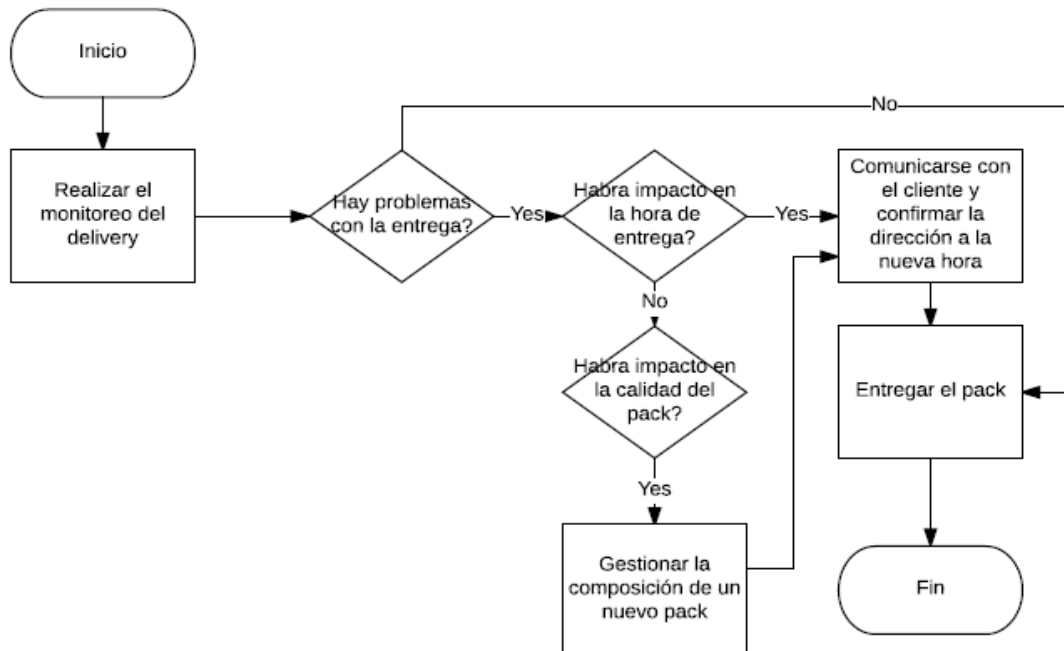 Inicio
No
Realizar el
monitoreo del
delivery
Hay problemas
con la entrega?
Yes
Habra impacto en
la hora de
entrega?
Yes
Comunicarse con
el cliente y
confirmar la
dirección a la
nueva hora
No
Habra impacto en
la calidad del
pack?
Entregar el pack
Yes
Gestionar la
composición de un
nuevo pack
Fin